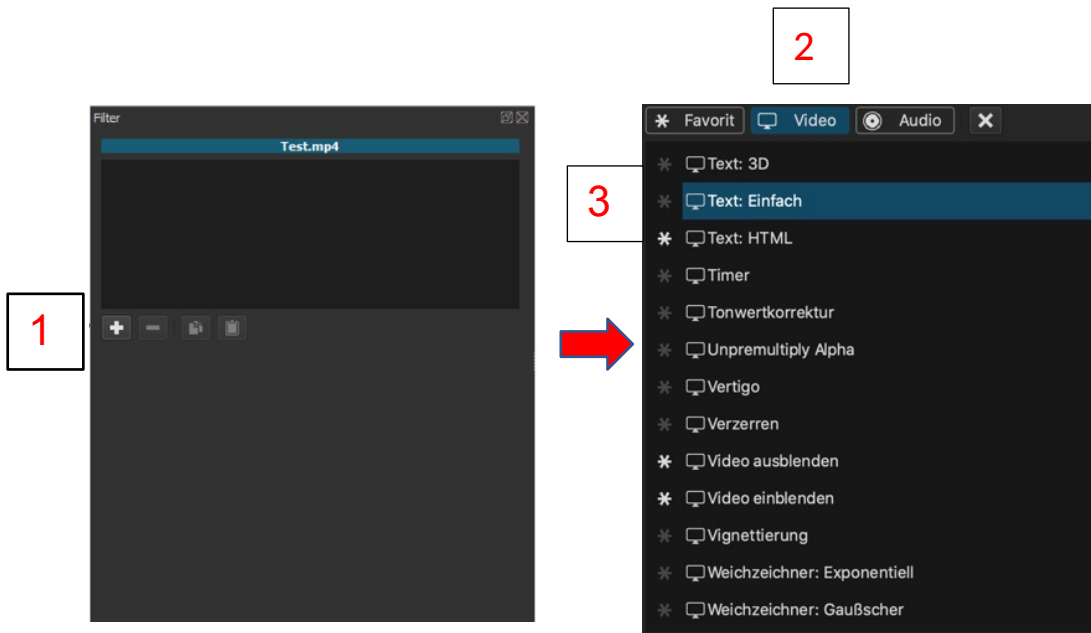 2
Filter
Test.mp4
1
Favorit Video Audio
3
Text: 3D
Text: Einfach
Text: HTML
Timer
Tonwertkorrektur
Unpremultiply Alpha
Vertigo
Verzerren
Video ausblenden
Video einblenden
Vignettierung
Weichzeichner: Exponentiell
Weichzeichner: Gaußscher